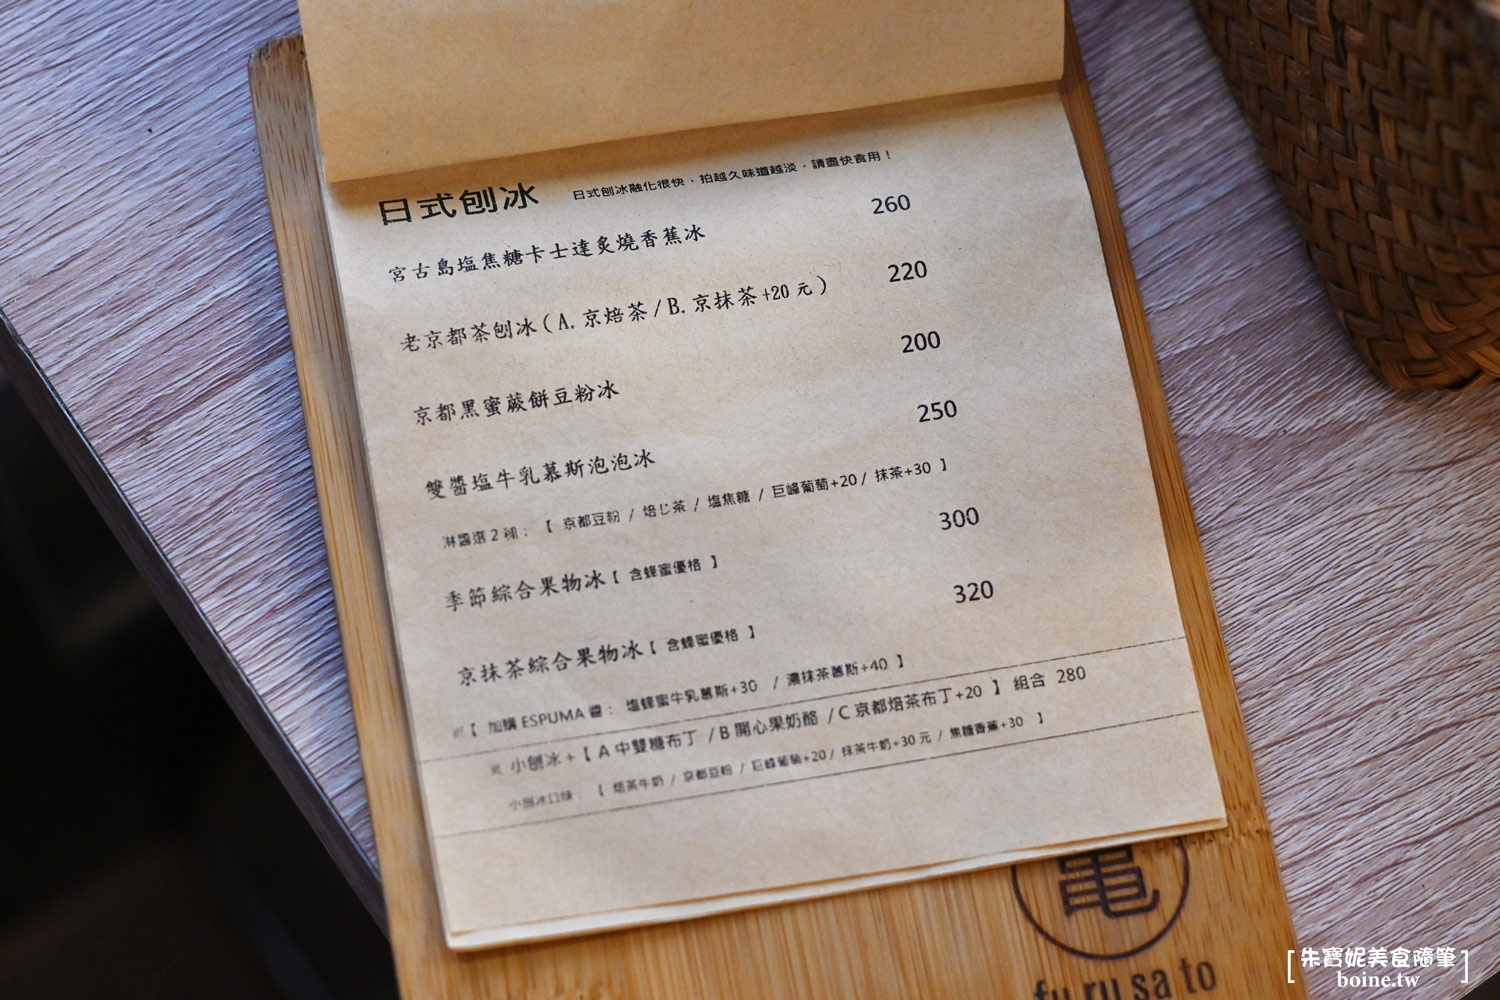 日式刨冰 日式刨冰融化很快，拍越久味道越淡，請盡快食用！
宮古島塩焦糖卡士達炙燒香蕉冰 260
老京都茶刨冰(A.京焙茶/B.京抹茶+20元) 220
京都黑蜜蕨餅豆粉冰 200
雙醬塩牛乳慕斯泡泡冰 250
淋醬選2種：【 京都豆粉 / 焙じ茶 / 塩焦糖 / 巨峰葡萄+20 / 抹茶+30 】
季節綜合果物冰【 含蜂蜜優格 】 300
京抹茶綜合果物冰【 含蜂蜜優格 】 320
【 加購 ESPUMA 醬： 塩蜂蜜牛乳慕斯+30 / 濃抹茶慕斯+40 】
小刨冰+【 A 中雙糖布丁 / B 開心果奶酪 / C 京都焙茶布丁+20 】 組合 280
小刨冰口味：【 焙茶牛奶 / 京都豆粉 / 巨峰葡萄+20 / 抹茶牛奶+30 元 / 焦糖香蕉+30 】
亀
fu ru sa to
[朱寶妮美食隨筆]
boine.tw